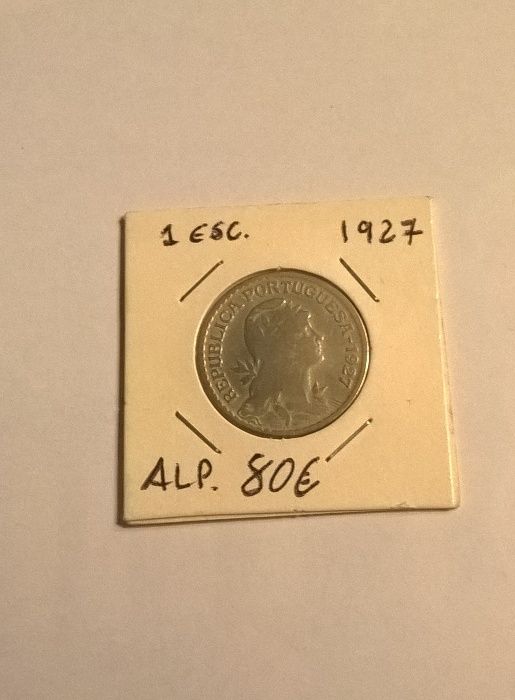 1 ESC. 1927
REPUBLICA PORTUGUESA·1927
ALP. 80€